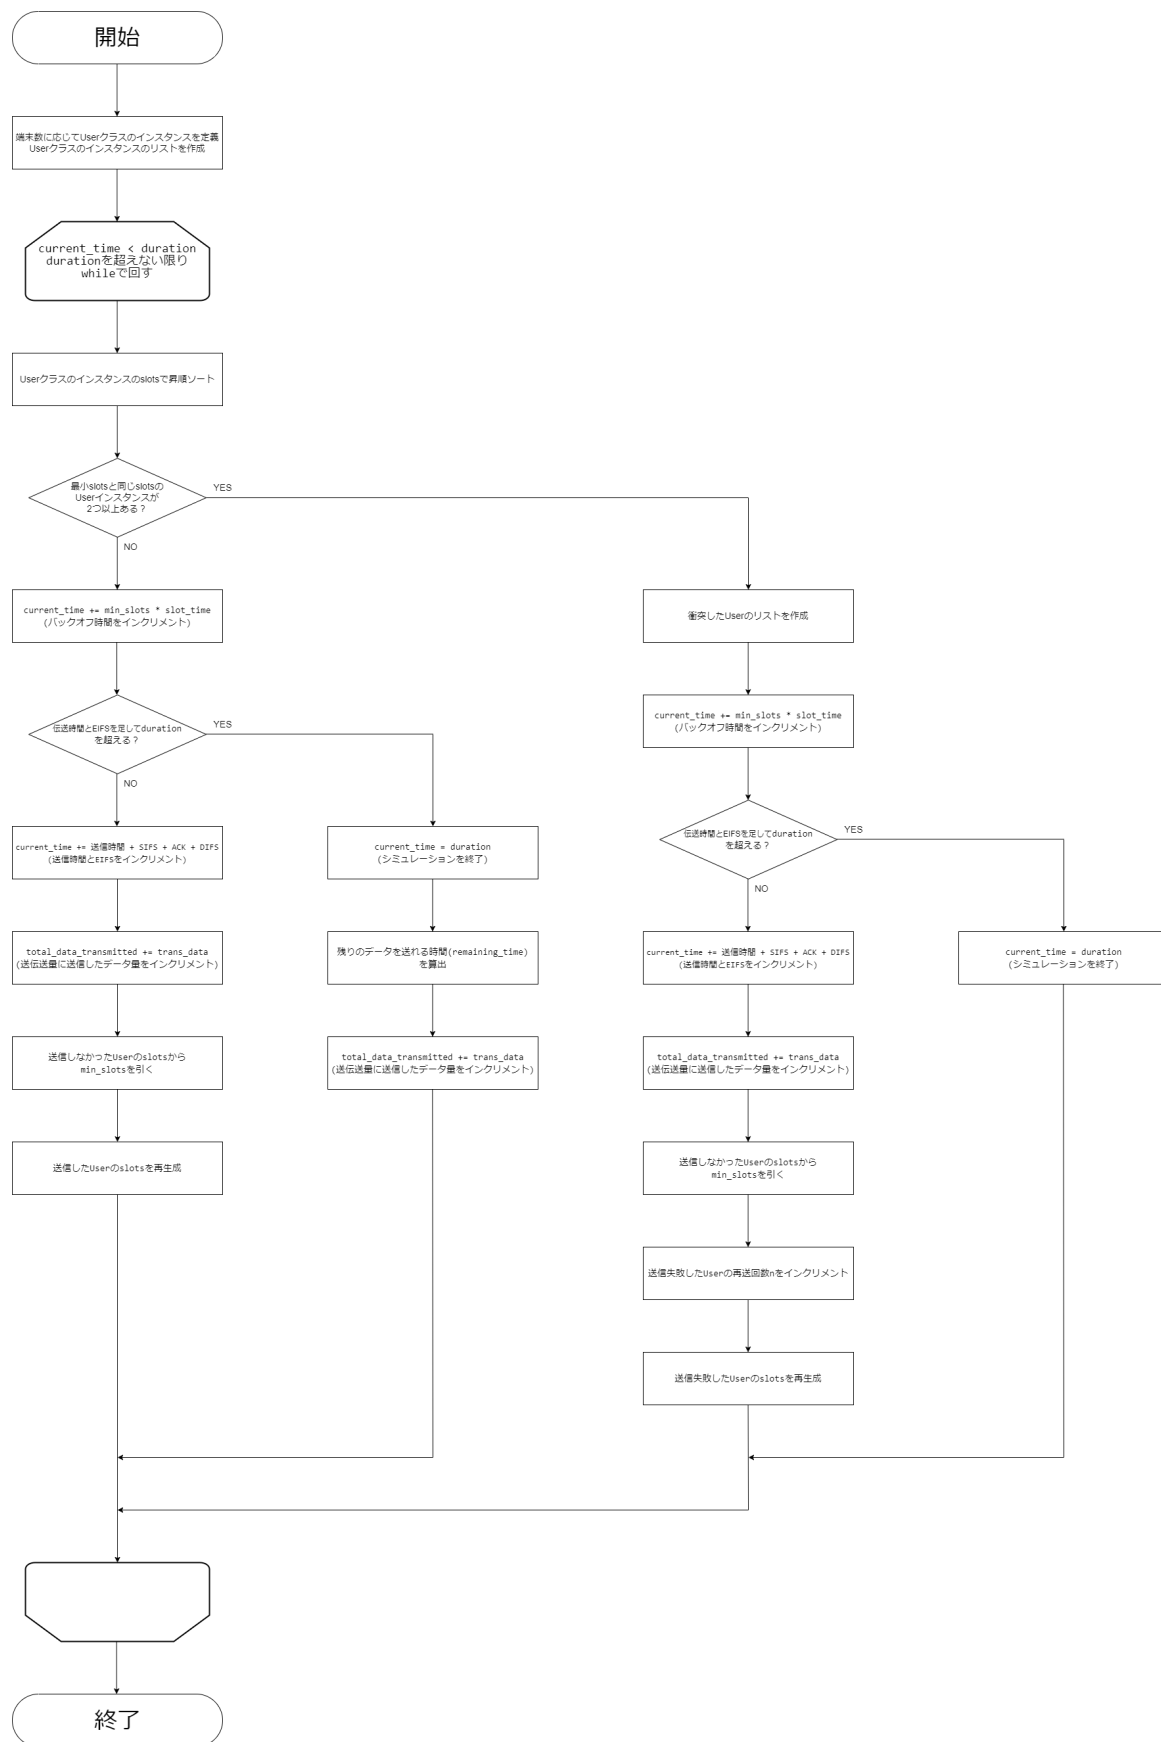 開始
端末数に応じてUserクラスのインスタンスを定義
Userクラスのインスタンスのリストを作成
current_time < duration
durationを超えない限り
whileで回す
Userクラスのインスタンスのslotsで昇順ソート
最小slotsと同じslotsの
Userインスタンスが
2つ以上ある？
YES
NO
current_time += min_slots * slot_time
(バックオフ時間をインクリメント)
伝送時間とEIFSを足してduration
を超える？
YES
NO
current_time += 送信時間 + SIFS + ACK + DIFS
(送信時間とEIFSをインクリメント)
total_data_transmitted += trans_data
(送伝送量に送信したデータ量をインクリメント)
送信しなかったUserのslotsから
min_slotsを引く
送信したUserのslotsを再生成
current_time = duration
(シミュレーションを終了)
残りのデータを送れる時間(remaining_time)
を算出
total_data_transmitted += trans_data
(送伝送量に送信したデータ量をインクリメント)
衝突したUserのリストを作成
current_time += min_slots * slot_time
(バックオフ時間をインクリメント)
伝送時間とEIFSを足してduration
を超える？
YES
NO
current_time += 送信時間 + SIFS + ACK + DIFS
(送信時間とEIFSをインクリメント)
total_data_transmitted += trans_data
(送伝送量に送信したデータ量をインクリメント)
送信しなかったUserのslotsから
min_slotsを引く
送信失敗したUserの再送回数nをインクリメント
送信失敗したUserのslotsを再生成
current_time = duration
(シミュレーションを終了)
終了